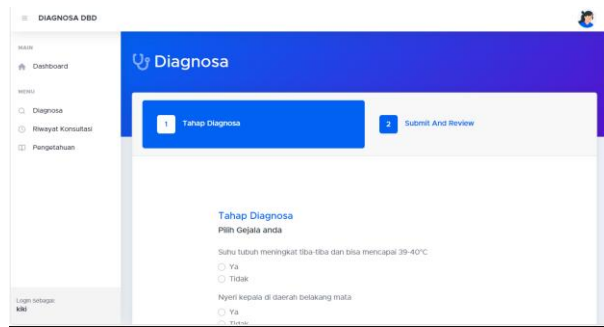 DIAGNOSA DBD
MAIN
Dashboard
MENU
Diagnosa
Riwayat Konsultasi
Pengetahuan
Login sebagai:
kiki
Diagnosa
1 Tahap Diagnosa
2 Submit And Review
Tahap Diagnosa
Pilih Gejala anda
Suhu tubuh meningkat tiba-tiba dan bisa mencapai 39-40°C
Ya
Tidak
Nyeri kepala di daerah belakang mata
Ya
Tidak